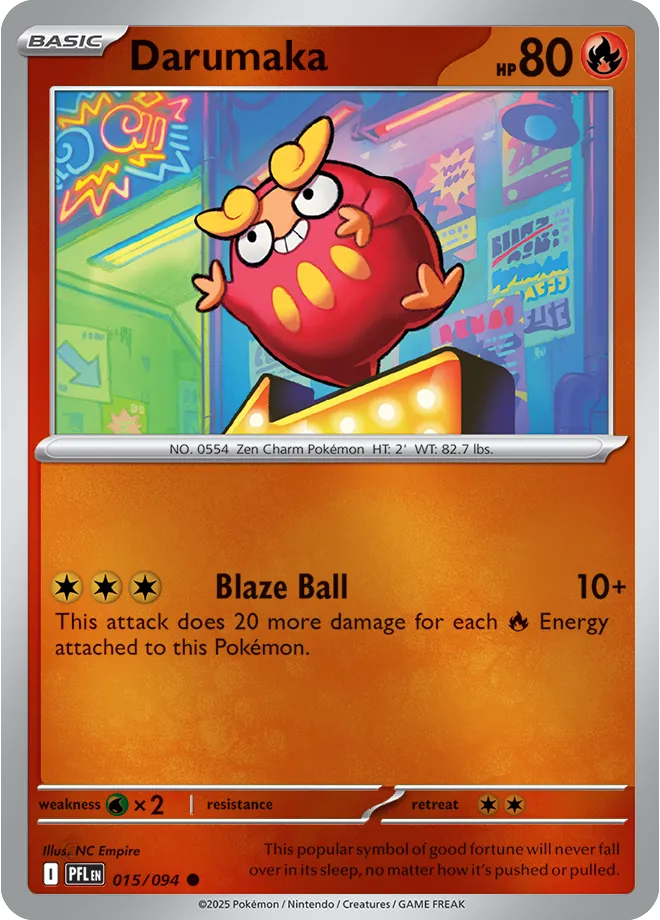 BASIC
Darumaka
HP 80
NO. 0554 Zen Charm Pokémon HT: 2' WT: 82.7 lbs.
Blaze Ball 10+
This attack does 20 more damage for each Energy
attached to this Pokémon.
weakness ×2 resistance retreat
Illus. NC Empire
This popular symbol of good fortune will never fall
over in its sleep, no matter how it's pushed or pulled.
I PFL EN 015/094
©2025 Pokémon / Nintendo / Creatures / GAME FREAK